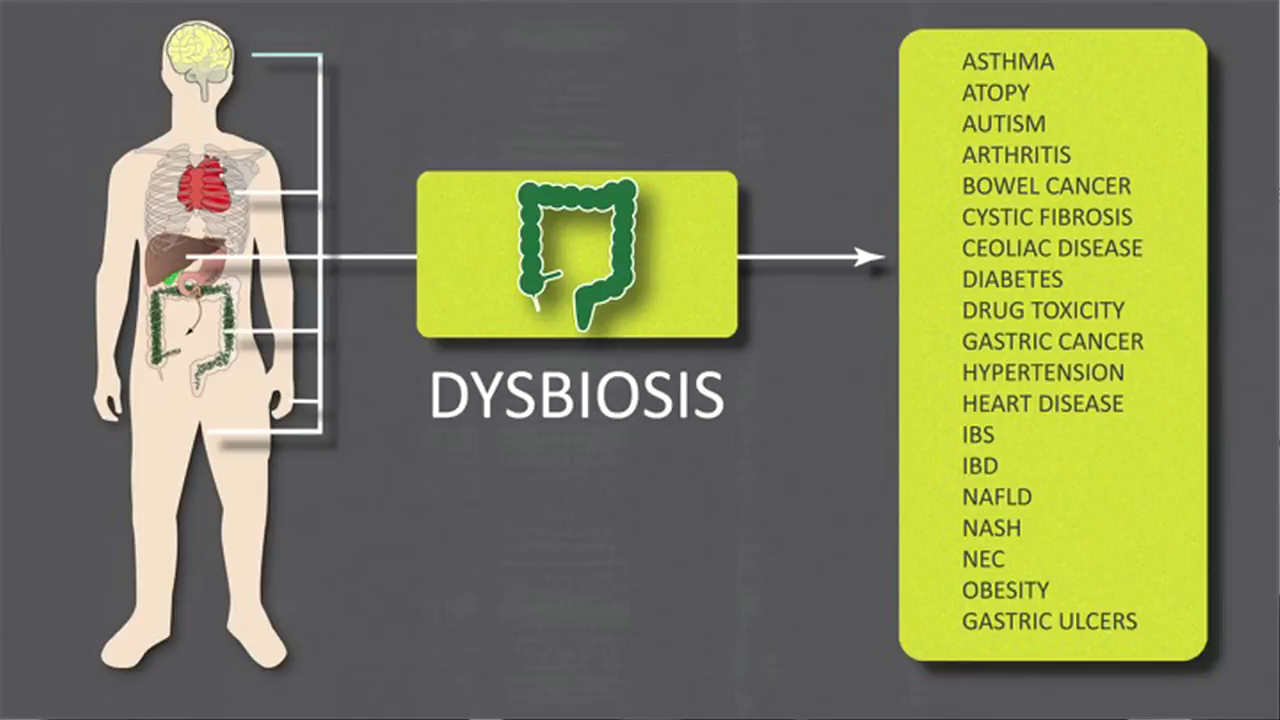 DYSBIOSIS
ASTHMA
ATOPY
AUTISM
ARTHRITIS
BOWEL CANCER
CYSTIC FIBROSIS
CEOLIAC DISEASE
DIABETES
DRUG TOXICITY
GASTRIC CANCER
HYPERTENSION
HEART DISEASE
IBS
IBD
NAFLD
NASH
NEC
OBESITY
GASTRIC ULCERS